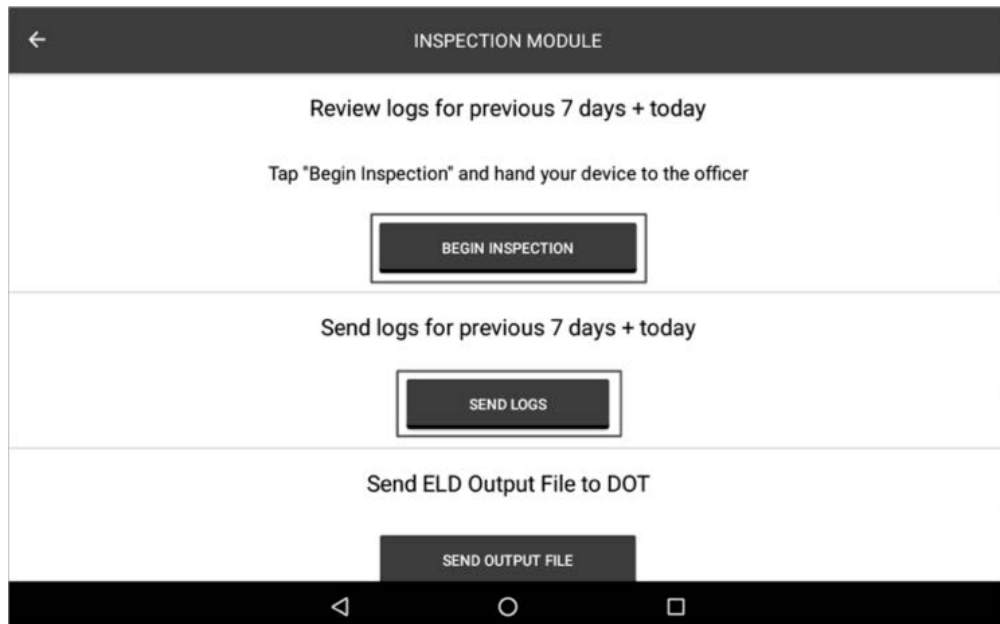 INSPECTION MODULE
Review logs for previous 7 days + today
Tap "Begin Inspection" and hand your device to the officer
BEGIN INSPECTION
Send logs for previous 7 days + today
SEND LOGS
Send ELD Output File to DOT
SEND OUTPUT FILE